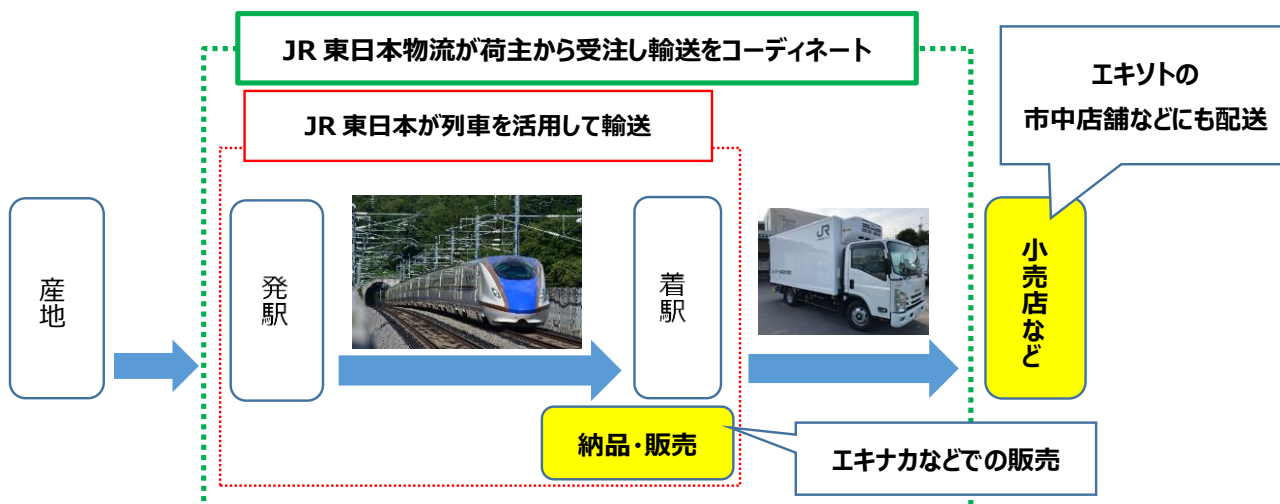 JR 東日本物流が荷主から受注し輸送をコーディネート
エキソトの
市中店舗などにも配送
JR 東日本が列車を活用して輸送
産地
発駅
着駅
JR
小売店など
納品・販売
エキナカなどでの販売